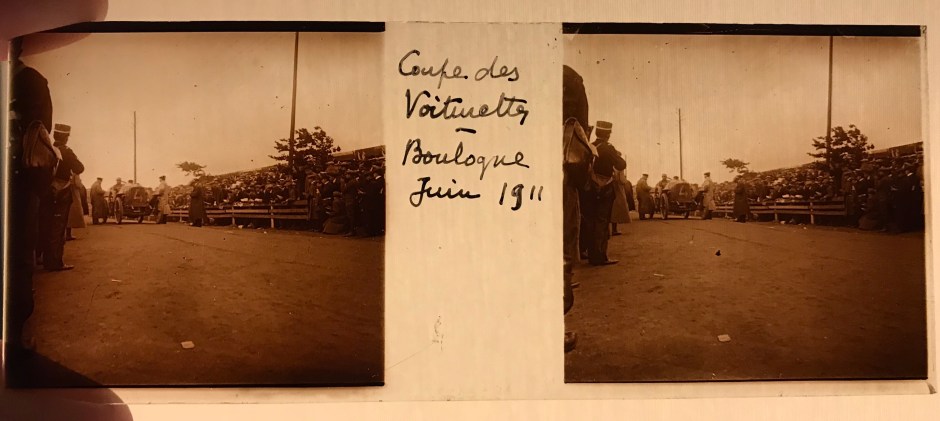 Coupe des
Voiturettes
Boulogne
Juin 1911